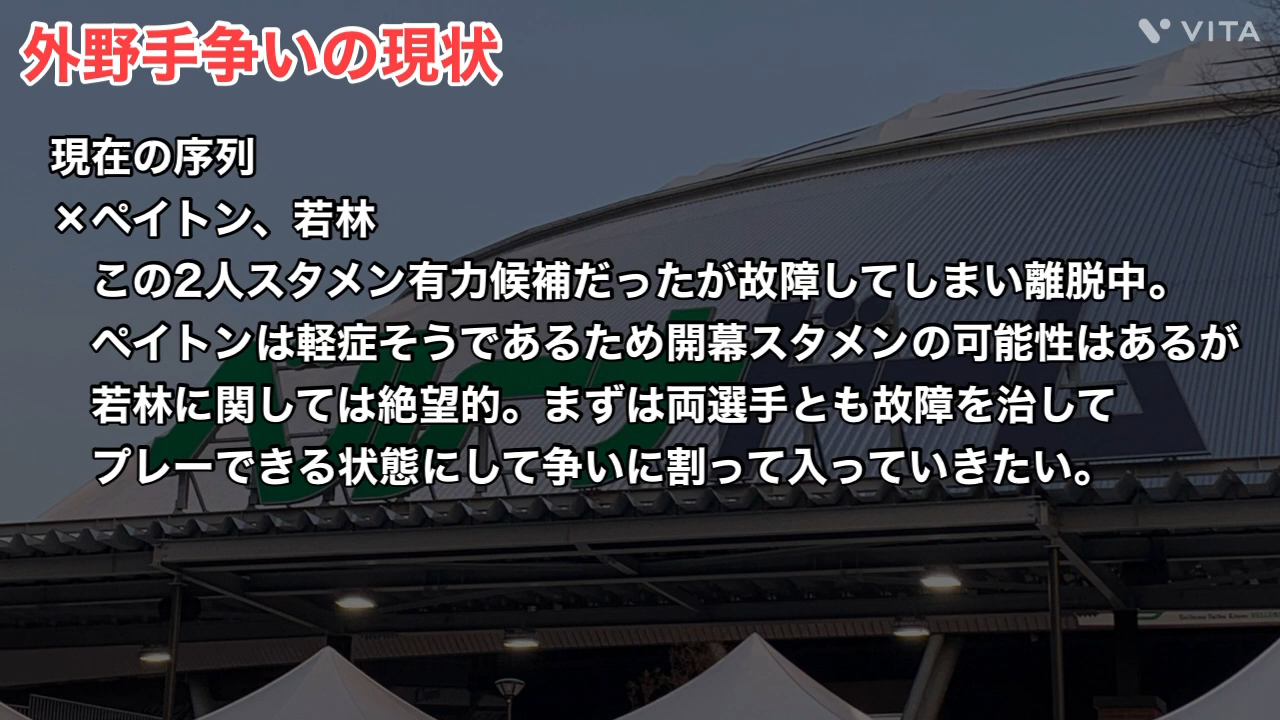 外野手争いの現状
VITA
現在の序列
×ペイトン、若林
この2人スタメン有力候補だったが故障してしまい離脱中。
ペイトンは軽症そうであるため開幕スタメンの可能性はあるが
若林に関しては絶望的。まずは両選手とも故障を治して
プレーできる状態にして争いに割って入っていきたい。